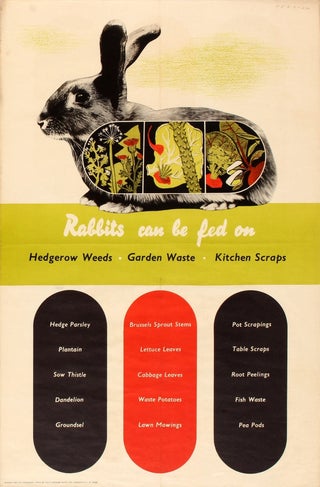 Rabbits can be fed on
Hedgerow Weeds · Garden Waste · Kitchen Scraps
Hedge Parsley
Plantain
Sow Thistle
Dandelion
Groundsel
Brussels Sprout Stems
Lettuce Leaves
Cabbage Leaves
Waste Potatoes
Lawn Mowings
Pot Scrapings
Table Scraps
Root Peelings
Fish Waste
Pea Pods